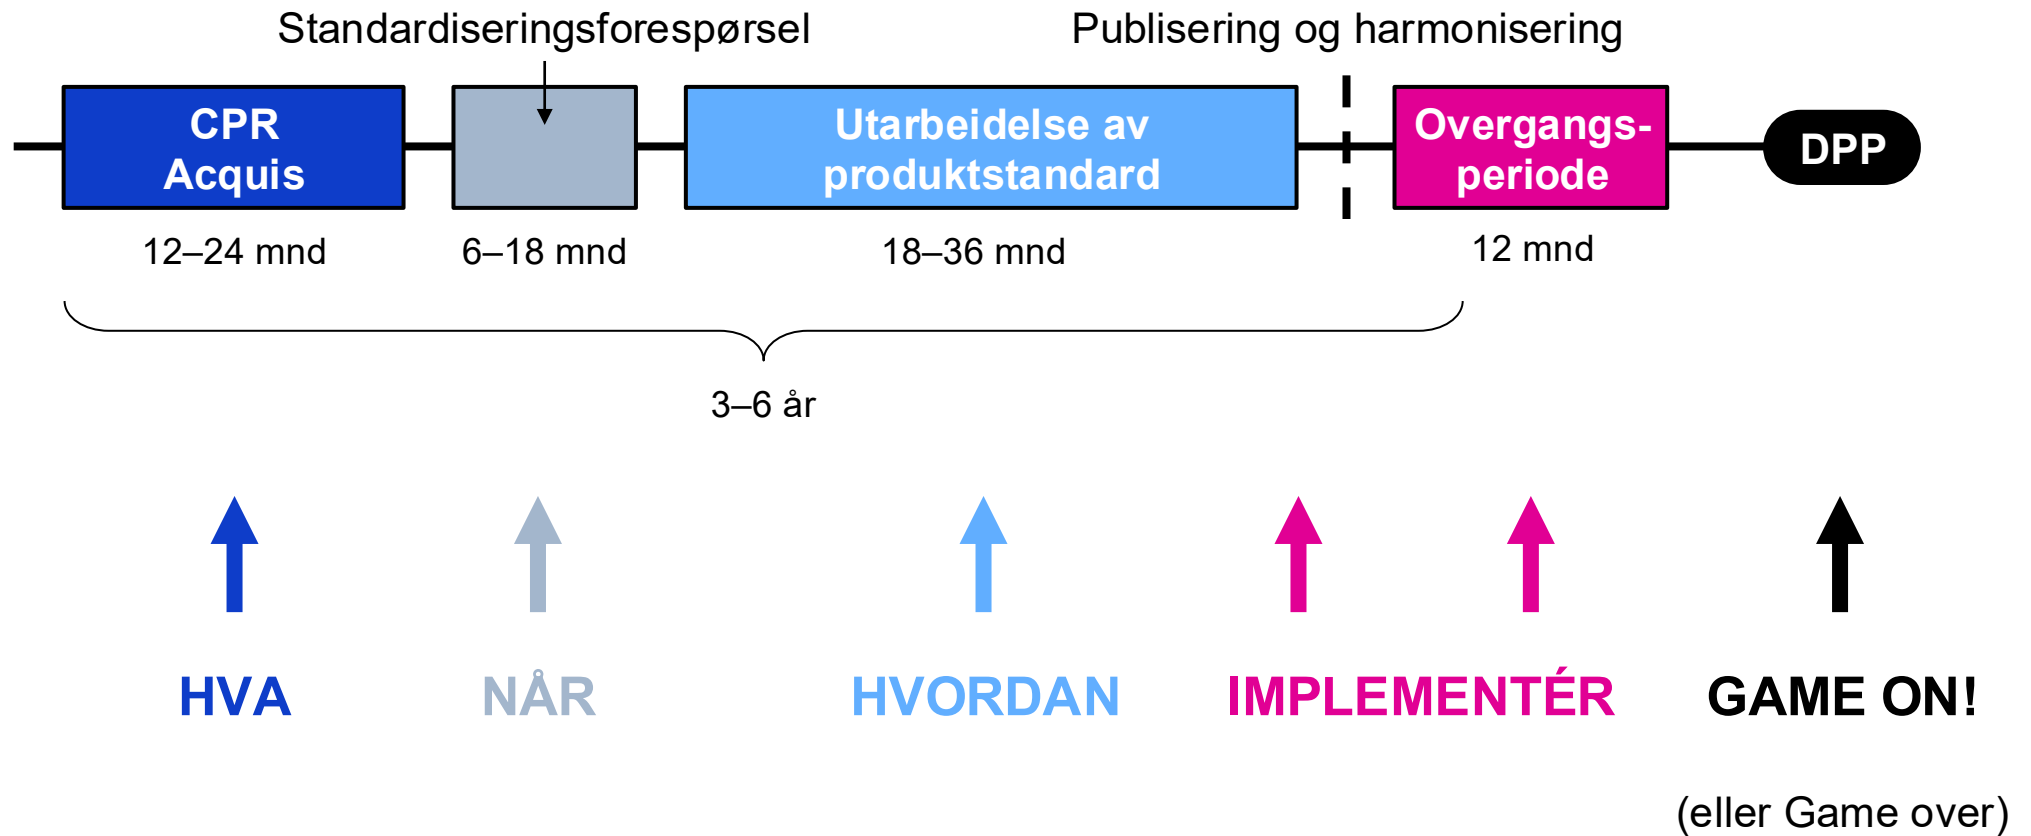 Standardiseringsforespørsel
Publisering og harmonisering
CPR
Acquis
Utarbeidelse av
produktstandard
Overgangs-
periode
DPP
12–24 mnd
6–18 mnd
18–36 mnd
12 mnd
3–6 år
HVA
NÅR
HVORDAN
IMPLEMENTÉR
GAME ON!
(eller Game over)